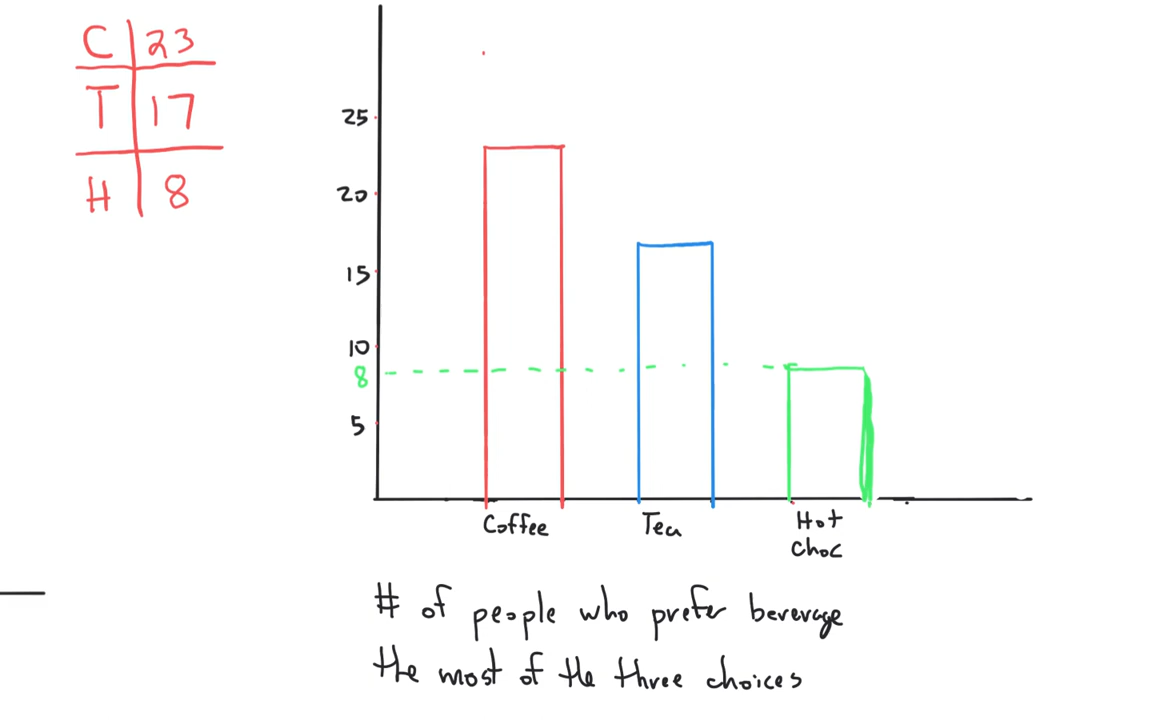 C 23
T 17
H 8
25
20
15
10
8
5
Coffee Tea Hot
choc
# of people who prefer beverage
the most of the three choices